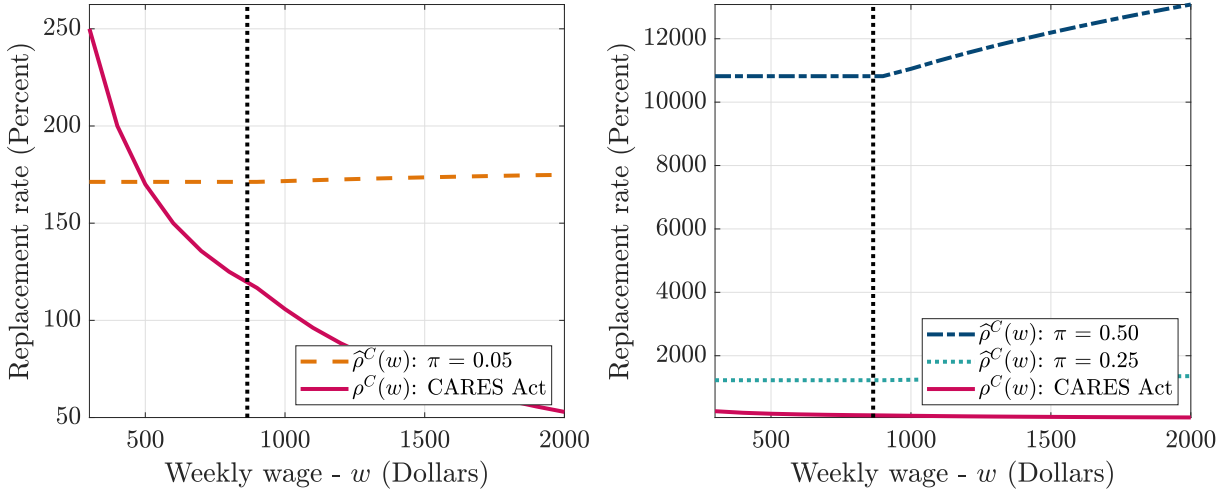 Replacement rate (Percent)
250
200
150
100
50
500
1000
1500
2000
Weekly wage - w (Dollars)
ρ̂ᶜ(w): π = 0.05
ρᶜ(w): CARES Act
Replacement rate (Percent)
12000
10000
8000
6000
4000
2000
500
1000
1500
2000
Weekly wage - w (Dollars)
ρ̂ᶜ(w): π = 0.50
ρ̂ᶜ(w): π = 0.25
ρᶜ(w): CARES Act